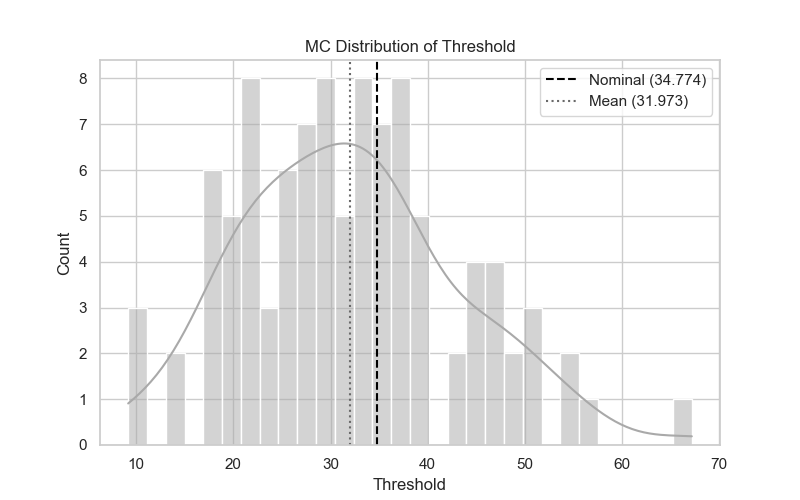 MC Distribution of Threshold
Nominal (34.774)
Mean (31.973)
Count
8
7
6
5
4
3
2
1
0
10 20 30 40 50 60 70
Threshold